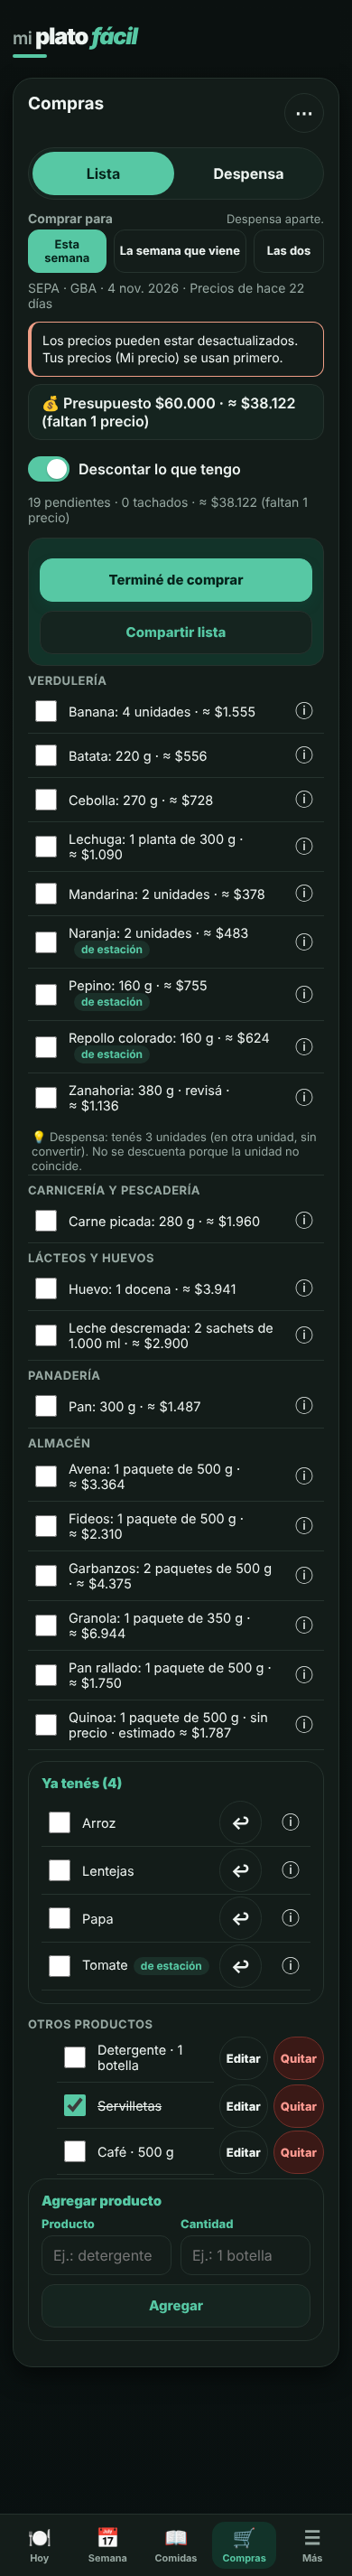 mi plato fácil
Compras
⋯
Lista
Despensa
Comprar para
Despensa aparte.
Esta
semana
La semana que viene
Las dos
SEPA · GBA · 4 nov. 2026 · Precios de hace 22
días
Los precios pueden estar desactualizados.
Tus precios (Mi precio) se usan primero.
💰 Presupuesto $60.000 · ≈ $38.122
(faltan 1 precio)
Descontar lo que tengo
19 pendientes · 0 tachados · ≈ $38.122 (faltan 1
precio)
Terminé de comprar
Compartir lista
VERDULERÍA
Banana: 4 unidades · ≈ $1.555 ⓘ
Batata: 220 g · ≈ $556 ⓘ
Cebolla: 270 g · ≈ $728 ⓘ
Lechuga: 1 planta de 300 g ·
≈ $1.090 ⓘ
Mandarina: 2 unidades · ≈ $378 ⓘ
Naranja: 2 unidades · ≈ $483 ⓘ
de estación
Pepino: 160 g · ≈ $755 ⓘ
de estación
Repollo colorado: 160 g · ≈ $624 ⓘ
de estación
Zanahoria: 380 g · revisá ·
≈ $1.136 ⓘ
💡 Despensa: tenés 3 unidades (en otra unidad, sin
convertir). No se descuenta porque la unidad no
coincide.
CARNICERÍA Y PESCADERÍA
Carne picada: 280 g · ≈ $1.960 ⓘ
LÁCTEOS Y HUEVOS
Huevo: 1 docena · ≈ $3.941 ⓘ
Leche descremada: 2 sachets de
1.000 ml · ≈ $2.900 ⓘ
PANADERÍA
Pan: 300 g · ≈ $1.487 ⓘ
ALMACÉN
Avena: 1 paquete de 500 g ·
≈ $3.364 ⓘ
Fideos: 1 paquete de 500 g ·
≈ $2.310 ⓘ
Garbanzos: 2 paquetes de 500 g
· ≈ $4.375 ⓘ
Granola: 1 paquete de 350 g ·
≈ $6.944 ⓘ
Pan rallado: 1 paquete de 500 g ·
≈ $1.750 ⓘ
Quinoa: 1 paquete de 500 g · sin
precio · estimado ≈ $1.787 ⓘ
Ya tenés (4)
Arroz ↩ ⓘ
Lentejas ↩ ⓘ
Papa ↩ ⓘ
Tomate de estación ↩ ⓘ
OTROS PRODUCTOS
Detergente · 1
botella
Editar
Quitar
Servilletas
Editar
Quitar
Café · 500 g
Editar
Quitar
Agregar producto
Producto
Cantidad
Ej.: detergente
Ej.: 1 botella
Agregar
Hoy
Semana
Comidas
Compras
Más